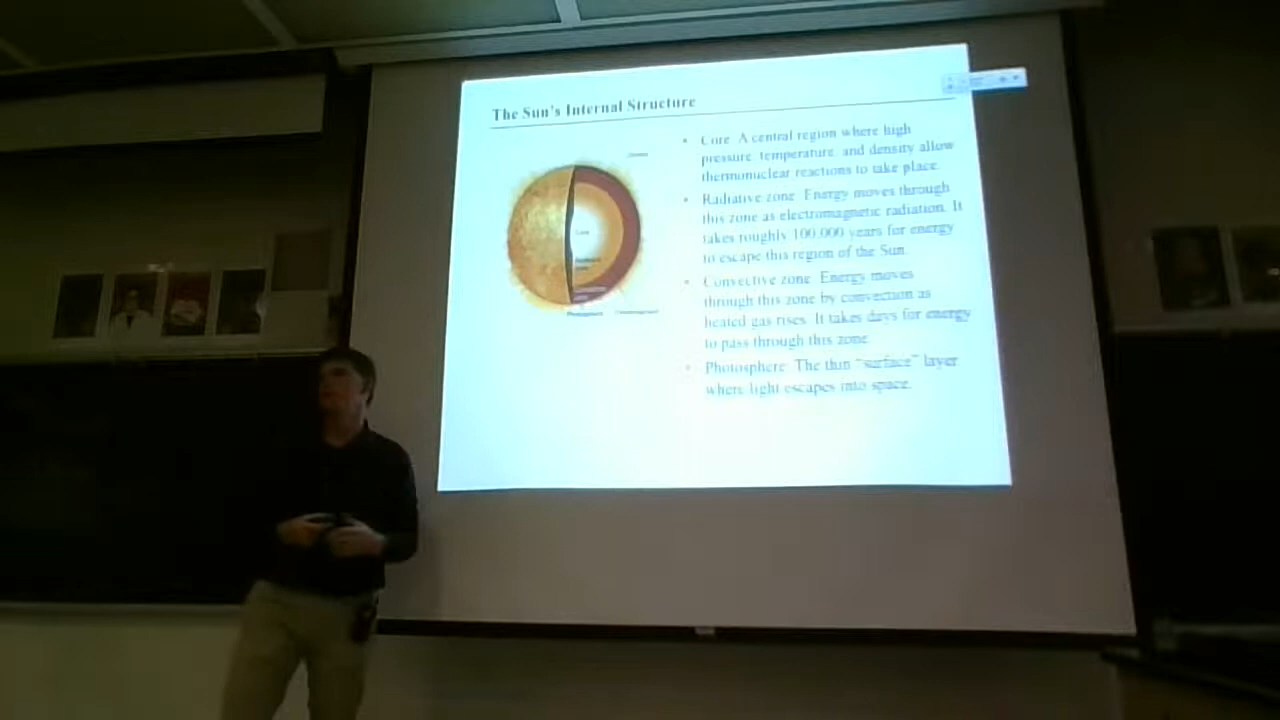 The Sun's Internal Structure
Core A central region where high
pressure temperature and density allow
thermonuclear reactions to take place.
Radiative zone Energy moves through
this zone as electromagnetic radiation. It
takes roughly 100,000 years for energy
to escape this region of the Sun.
Convective zone Energy moves
through this zone by convection as
heated gas rises. It takes days for energy
to pass through this zone
Photosphere The thin "surface" layer
where light escapes into space.
Core
Photosphere